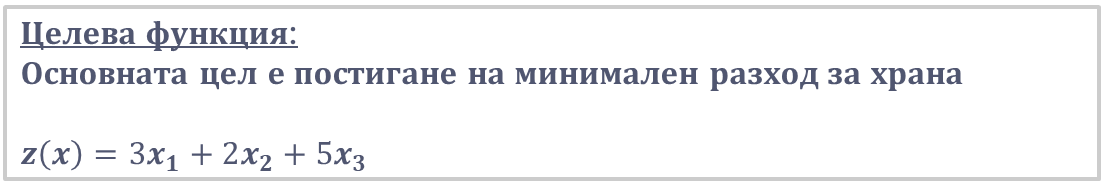 Целева функция:
Основната цел е постигане на минимален разход за храна
z(x) = 3x₁ + 2x₂ + 5x₃